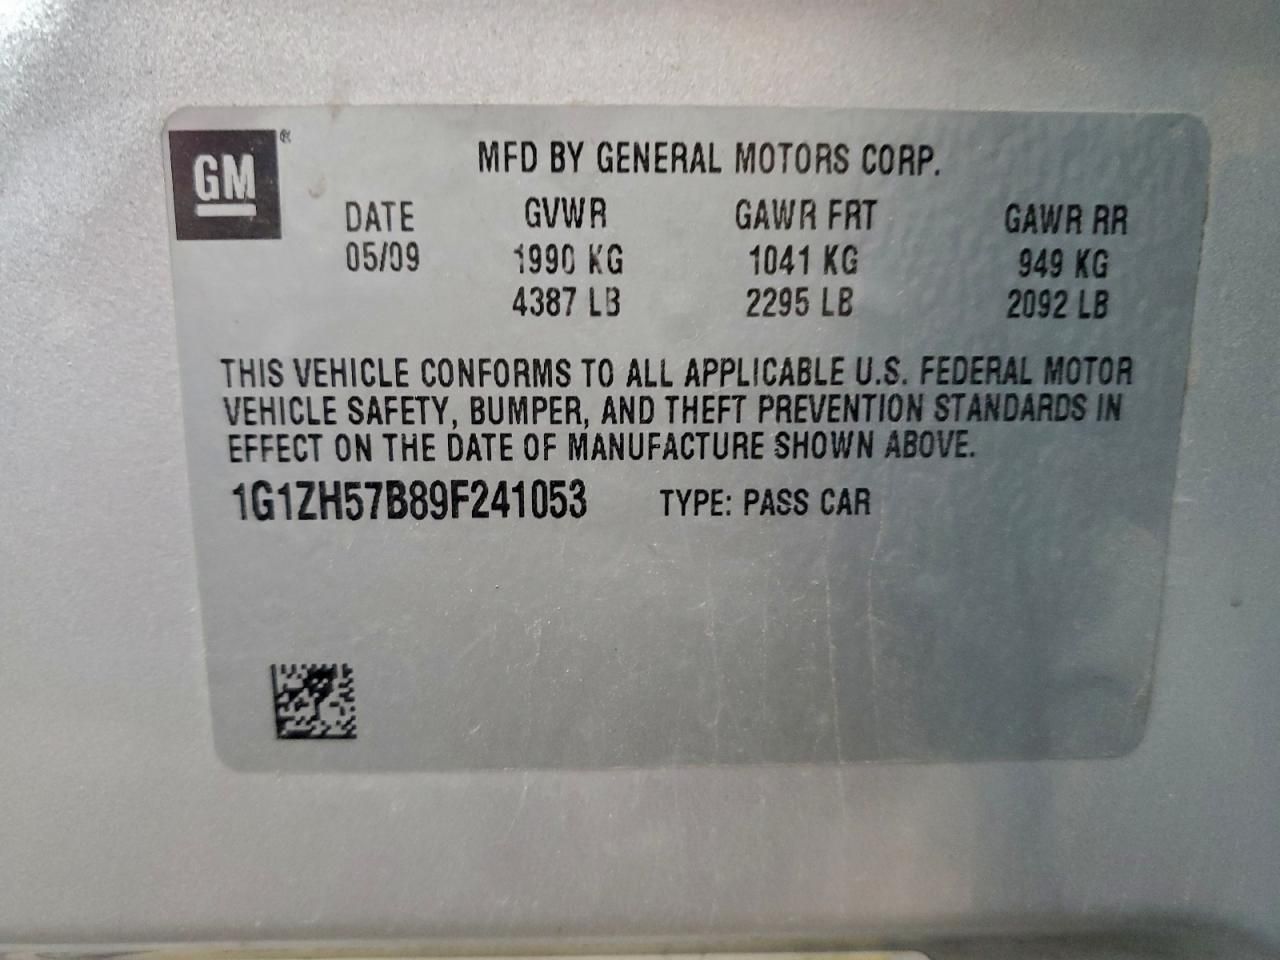 GM®
MFD BY GENERAL MOTORS CORP.
DATE GVWR GAWR FRT GAWR RR
05/09 1990 KG 1041 KG 949 KG
4387 LB 2295 LB 2092 LB
THIS VEHICLE CONFORMS TO ALL APPLICABLE U.S. FEDERAL MOTOR
VEHICLE SAFETY, BUMPER, AND THEFT PREVENTION STANDARDS IN
EFFECT ON THE DATE OF MANUFACTURE SHOWN ABOVE.
1G1ZH57B89F241053 TYPE: PASS CAR